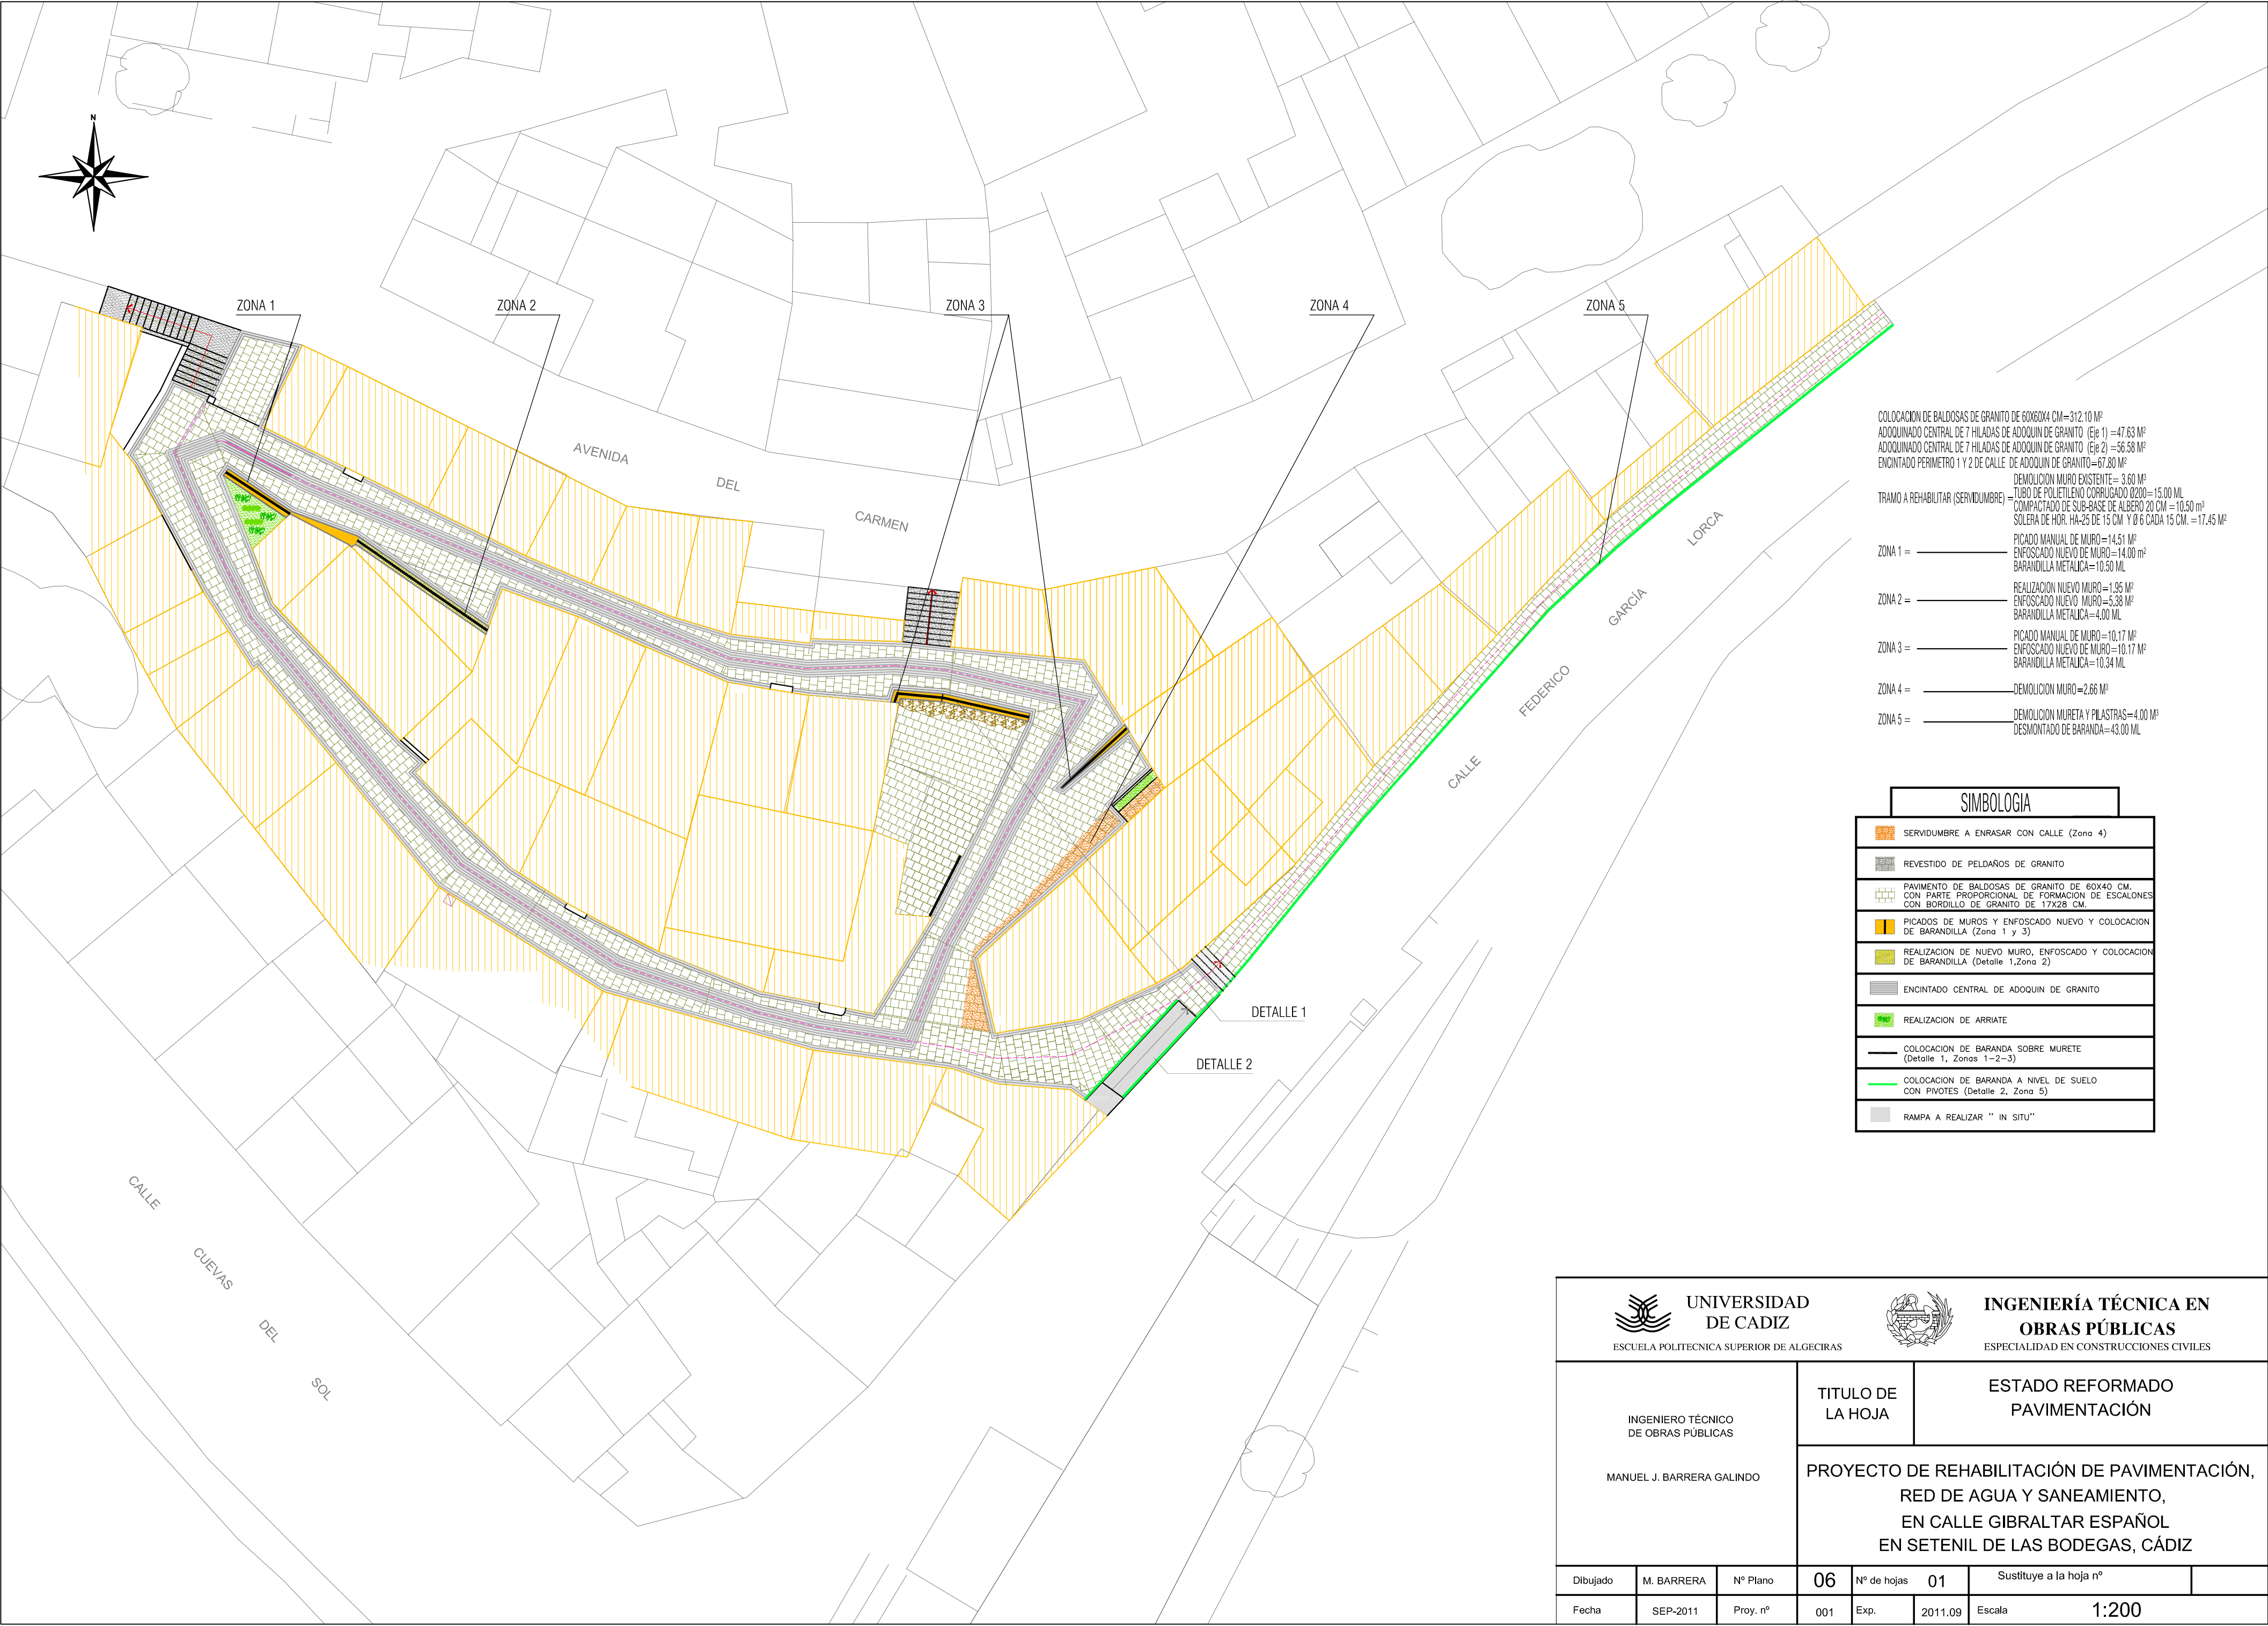 N
ZONA 1
ZONA 2
ZONA 3
ZONA 4
ZONA 5
AVENIDA
DEL
CARMEN
CALLE
FEDERICO
GARCÍA
LORCA
DETALLE 1
DETALLE 2
CALLE
CUEVAS
DEL
SOL
COLOCACION DE BALDOSAS DE GRANITO DE 60X60X4 CM=312.10 M²
ADOQUINADO CENTRAL DE 7 HILADAS DE ADOQUIN DE GRANITO (Eje 1) =47.63 M²
ADOQUINADO CENTRAL DE 7 HILADAS DE ADOQUIN DE GRANITO (Eje 2) =56.58 M²
ENCINTADO PERIMETRO 1 Y 2 DE CALLE DE ADOQUIN DE GRANITO=67.80 M²
TRAMO A REHABILITAR (SERVIDUMBRE) =
DEMOLICION MURO EXISTENTE= 3.60 M³
TUBO DE POLIETILENO CORRUGADO Ø200=15.00 ML
COMPACTADO DE SUB-BASE DE ALBERO 20 CM =10.50 m³
SOLERA DE HOR. HA-25 DE 15 CM Y Ø 6 CADA 15 CM. =17.45 M²
ZONA 1 =
PICADO MANUAL DE MURO=14.51 M²
ENFOSCADO NUEVO DE MURO=14.00 m²
BARANDILLA METALICA=10.50 ML
ZONA 2 =
REALIZACION NUEVO MURO=1.95 M²
ENFOSCADO NUEVO MURO=5.38 M²
BARANDILLA METALICA=4.00 ML
ZONA 3 =
PICADO MANUAL DE MURO=10.17 M²
ENFOSCADO NUEVO DE MURO=10.17 M²
BARANDILLA METALICA=10.34 ML
ZONA 4 =
DEMOLICION MURO=2.66 M³
ZONA 5 =
DEMOLICION MURETA Y PILASTRAS=4.00 M³
DESMONTADO DE BARANDA=43.00 ML
SIMBOLOGIA
SERVIDUMBRE A ENRASAR CON CALLE (Zona 4)
REVESTIDO DE PELDAÑOS DE GRANITO
PAVIMENTO DE BALDOSAS DE GRANITO DE 60X40 CM.
CON PARTE PROPORCIONAL DE FORMACION DE ESCALONES
CON BORDILLO DE GRANITO DE 17X28 CM.
PICADOS DE MUROS Y ENFOSCADO NUEVO Y COLOCACION
DE BARANDILLA (Zona 1 y 3)
REALIZACION DE NUEVO MURO, ENFOSCADO Y COLOCACION
DE BARANDILLA (Detalle 1,Zona 2)
ENCINTADO CENTRAL DE ADOQUIN DE GRANITO
REALIZACION DE ARRIATE
COLOCACION DE BARANDA SOBRE MURETE
(Detalle 1, Zonas 1-2-3)
COLOCACION DE BARANDA A NIVEL DE SUELO
CON PIVOTES (Detalle 2, Zona 5)
RAMPA A REALIZAR " IN SITU"
UNIVERSIDAD
DE CADIZ
ESCUELA POLITECNICA SUPERIOR DE ALGECIRAS
INGENIERÍA TÉCNICA EN
OBRAS PÚBLICAS
ESPECIALIDAD EN CONSTRUCCIONES CIVILES
INGENIERO TÉCNICO
DE OBRAS PÚBLICAS
MANUEL J. BARRERA GALINDO
TITULO DE
LA HOJA
ESTADO REFORMADO
PAVIMENTACIÓN
PROYECTO DE REHABILITACIÓN DE PAVIMENTACIÓN,
RED DE AGUA Y SANEAMIENTO,
EN CALLE GIBRALTAR ESPAÑOL
EN SETENIL DE LAS BODEGAS, CÁDIZ
Dibujado M. BARRERA Nº Plano 06 Nº de hojas 01 Sustituye a la hoja nº
Fecha SEP-2011 Proy. nº 001 Exp. 2011.09 Escala 1:200